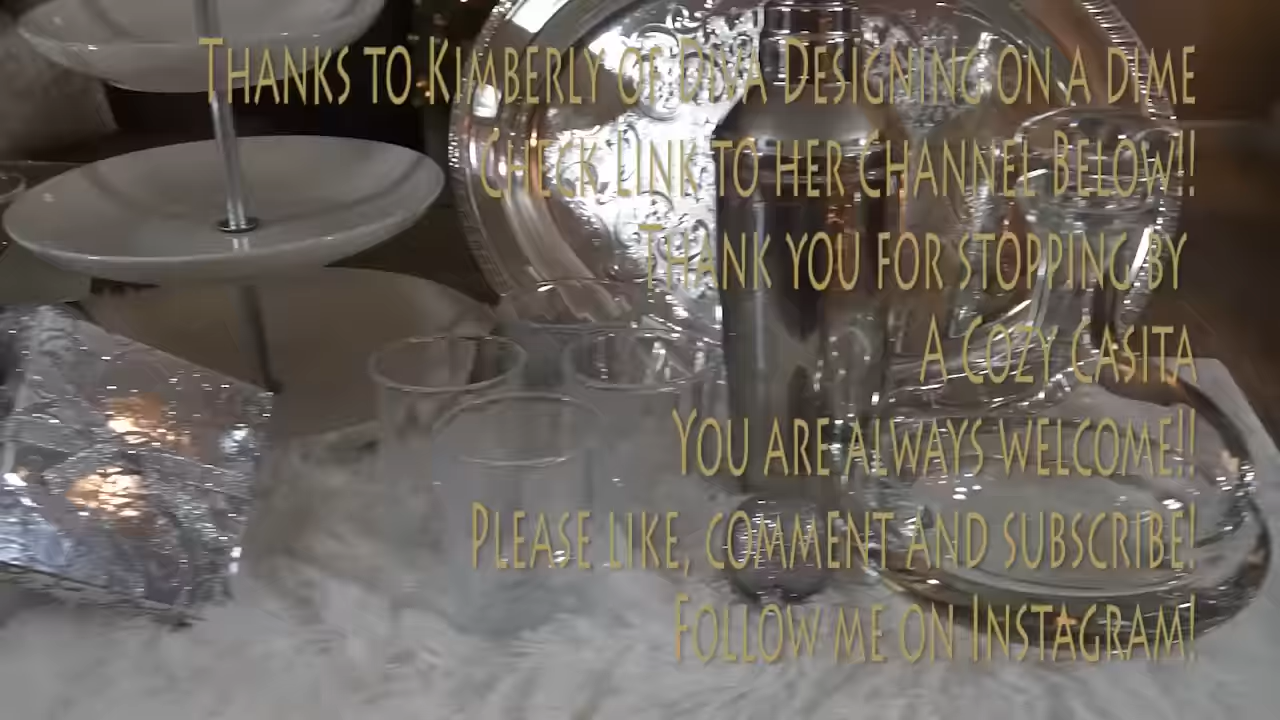 Thanks to Kimberly of Diva Designing on a dime
Check Link to her Channel Below!!
Thank you for stopping by
A Cozy Casita
You are always welcome!!
Please like, comment and subscribe!
Follow me on Instagram!